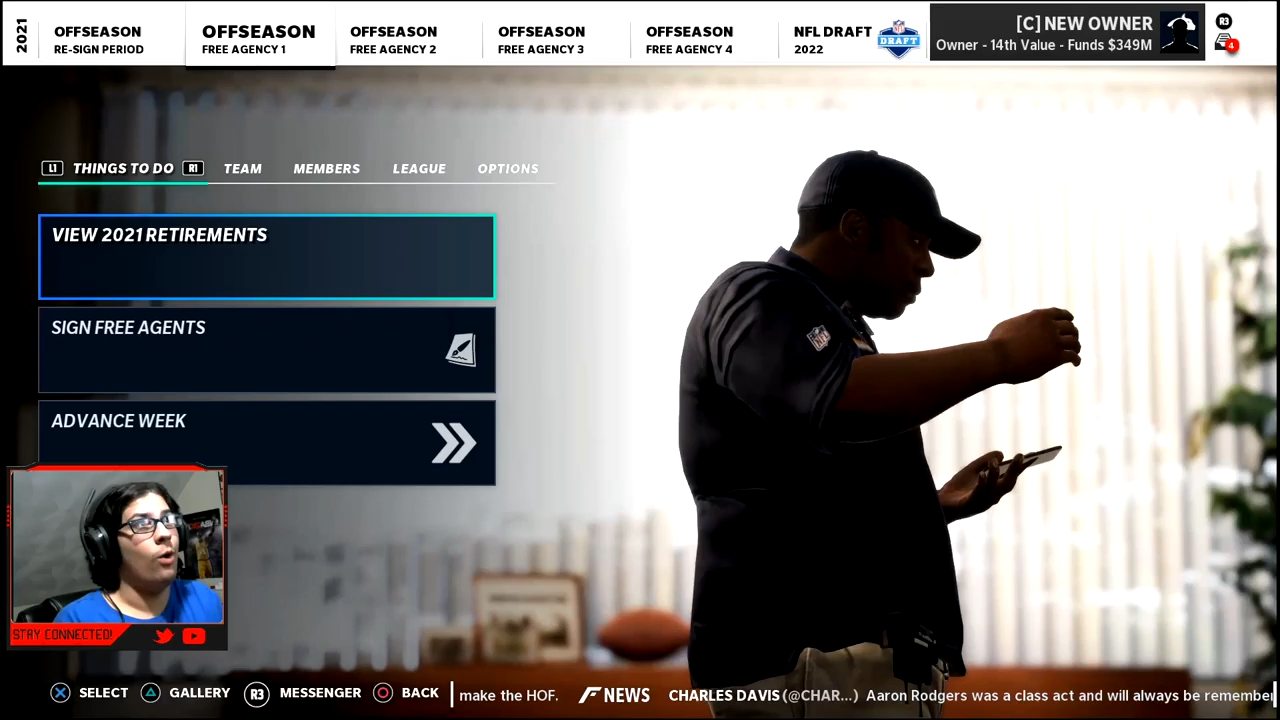 2021
OFFSEASON
RE-SIGN PERIOD
OFFSEASON
FREE AGENCY 1
OFFSEASON
FREE AGENCY 2
OFFSEASON
FREE AGENCY 3
OFFSEASON
FREE AGENCY 4
NFL DRAFT
2022
DRAFT
[C] NEW OWNER
Owner - 14th Value - Funds $349M
R3
4
L1 THINGS TO DO R1 TEAM MEMBERS LEAGUE OPTIONS
VIEW 2021 RETIREMENTS
SIGN FREE AGENTS
ADVANCE WEEK
NFL
STAY CONNECTED!
SELECT GALLERY R3 MESSENGER BACK
make the HOF. NEWS CHARLES DAVIS (@CHAR...) Aaron Rodgers was a class act and will always be remember